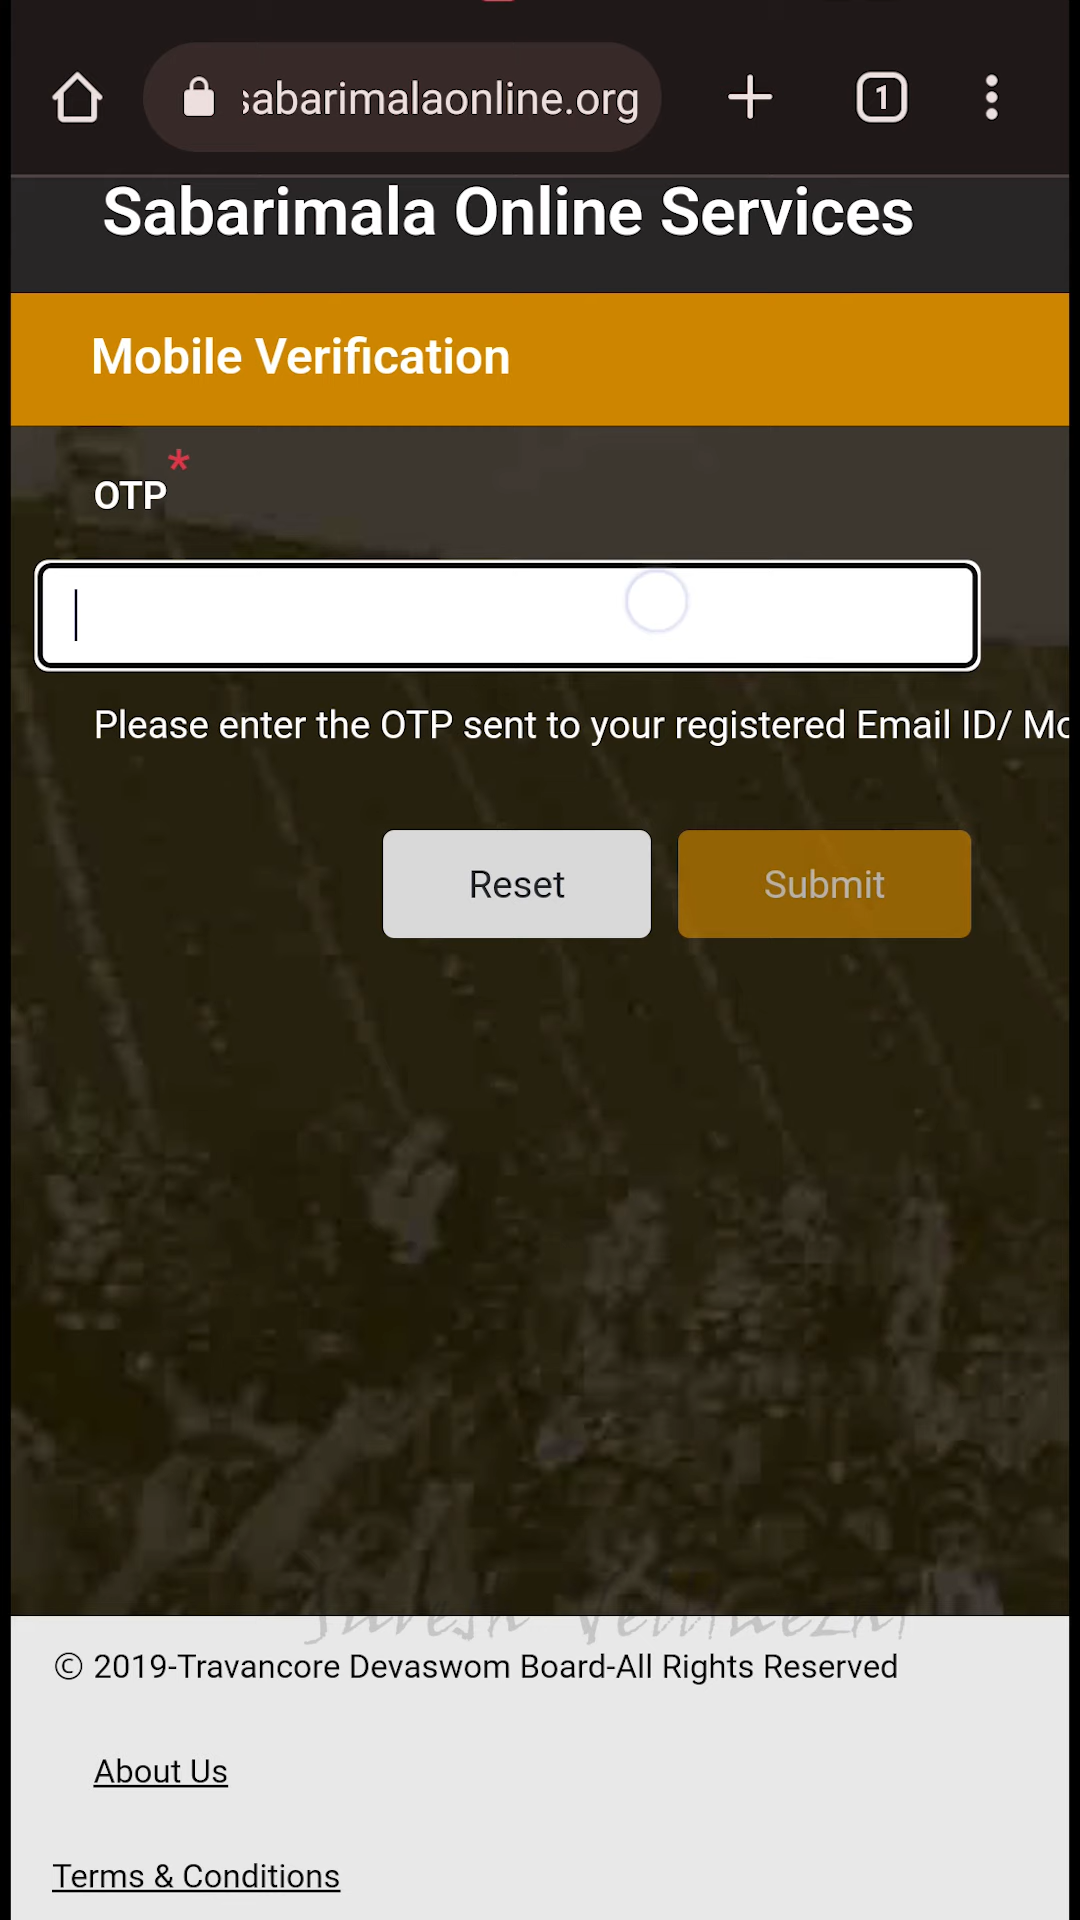 sabarimalaonline.org
1
Sabarimala Online Services
Mobile Verification
*
OTP
Please enter the OTP sent to your registered Email ID/ Mo
Reset
Submit
© 2019-Travancore Devaswom Board-All Rights Reserved
About Us
Terms & Conditions